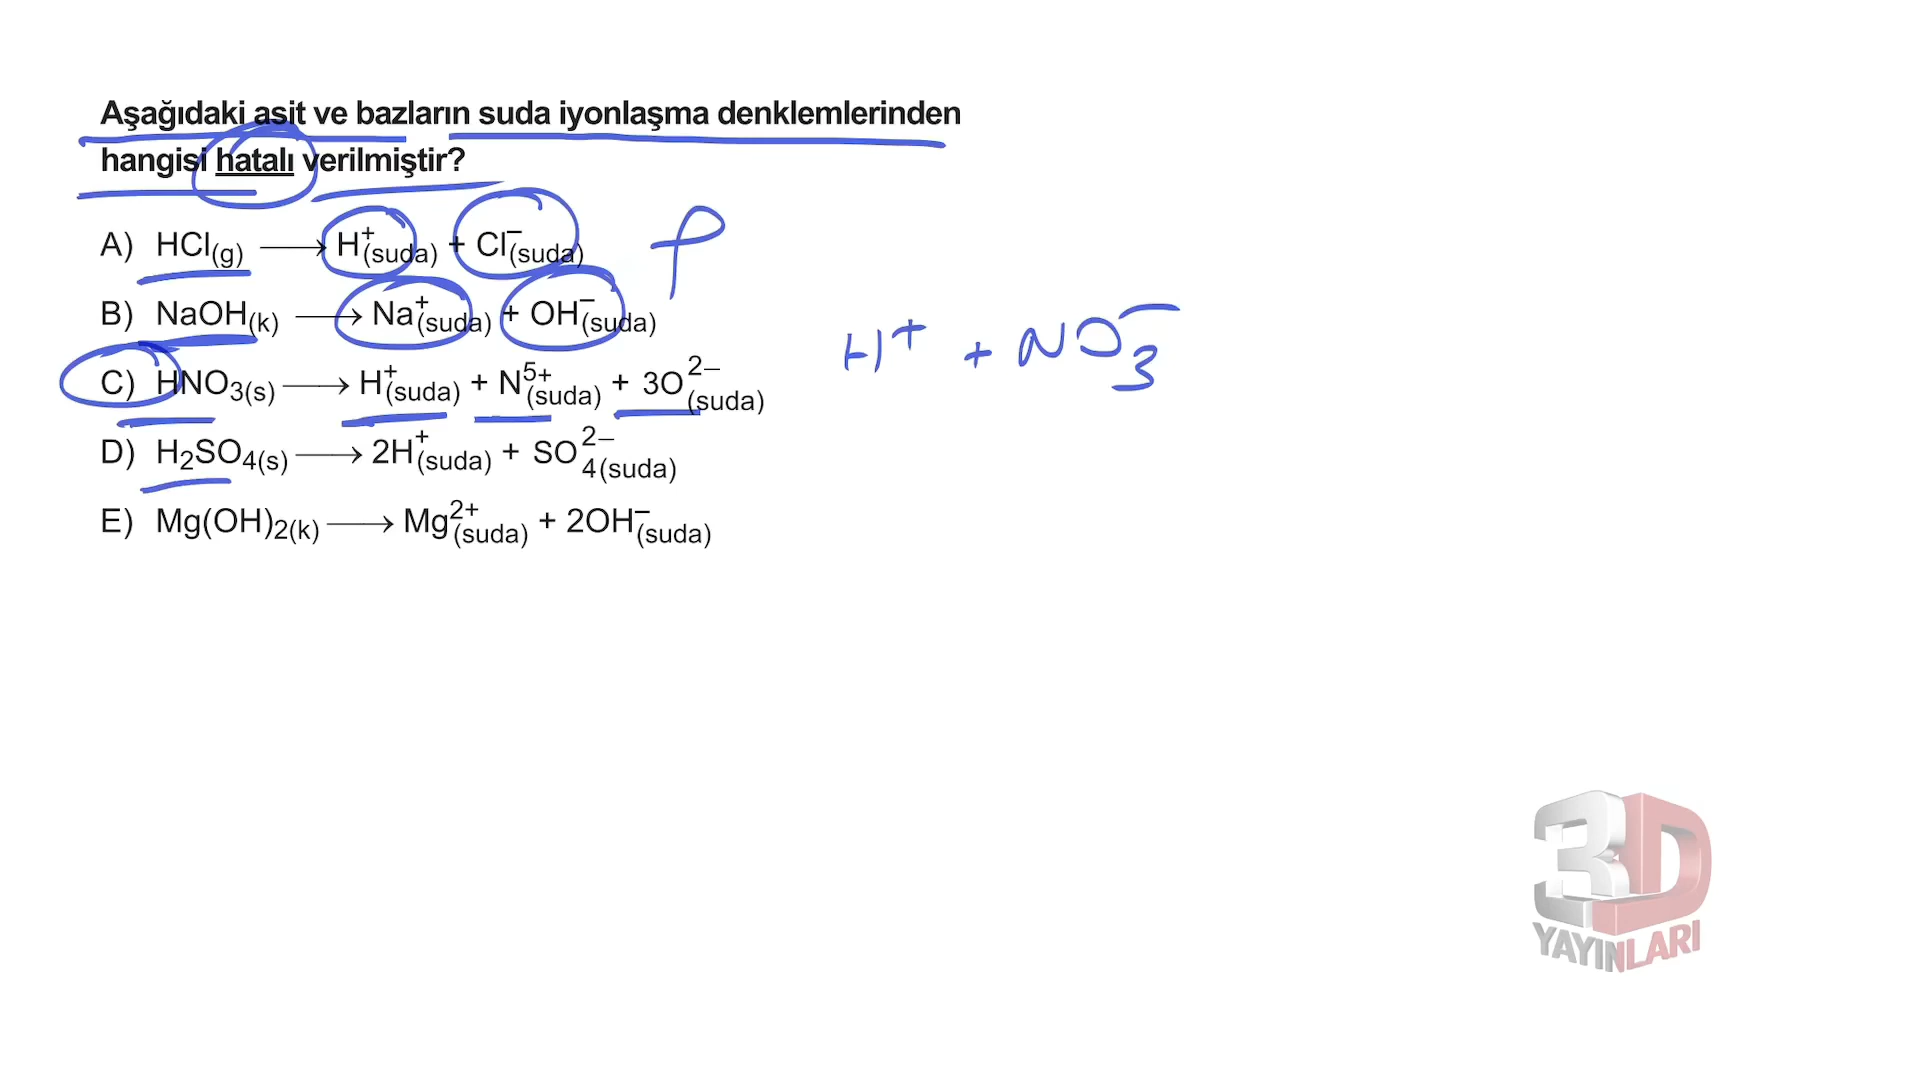 Aşağıdaki asit ve bazların suda iyonlaşma denklemlerinden
hangisi hatalı verilmiştir?
A) HCl(g) ⟶ H⁺(suda) + Cl⁻(suda)
B) NaOH(k) ⟶ Na⁺(suda) + OH⁻(suda)
H⁺ + NO₃⁻
C) HNO₃(s) ⟶ H⁺(suda) + N⁵⁺(suda) + 3O²⁻(suda)
D) H₂SO₄(s) ⟶ 2H⁺(suda) + SO₄²⁻(suda)
E) Mg(OH)₂(k) ⟶ Mg²⁺(suda) + 2OH⁻(suda)
3D
YAYINLARI